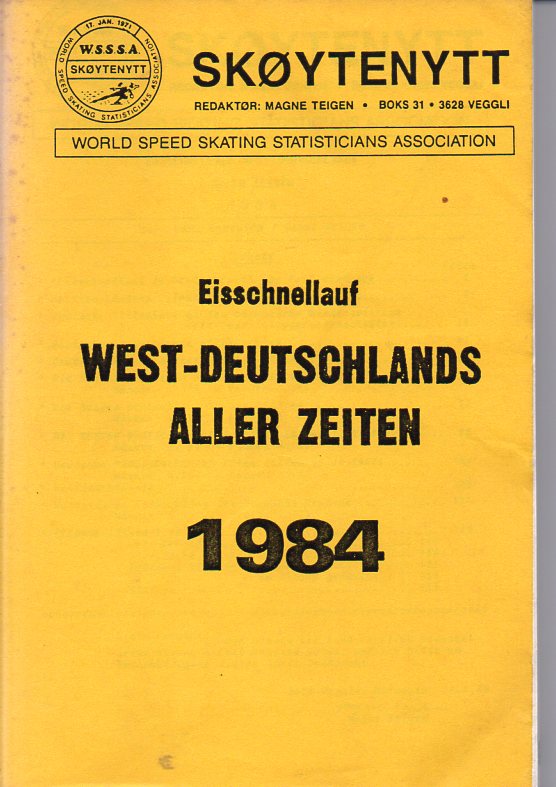 17. JAN. 1971
W.S.S.S.A.
SKØYTENYTT
WORLD SPEED SKATING STATISTICIANS ASSOCIATION
SKØYTENYTT
REDAKTØR: MAGNE TEIGEN • BOKS 31 • 3628 VEGGLI
WORLD SPEED SKATING STATISTICIANS ASSOCIATION
Eisschnellauf
WEST-DEUTSCHLANDS
ALLER ZEITEN
1984